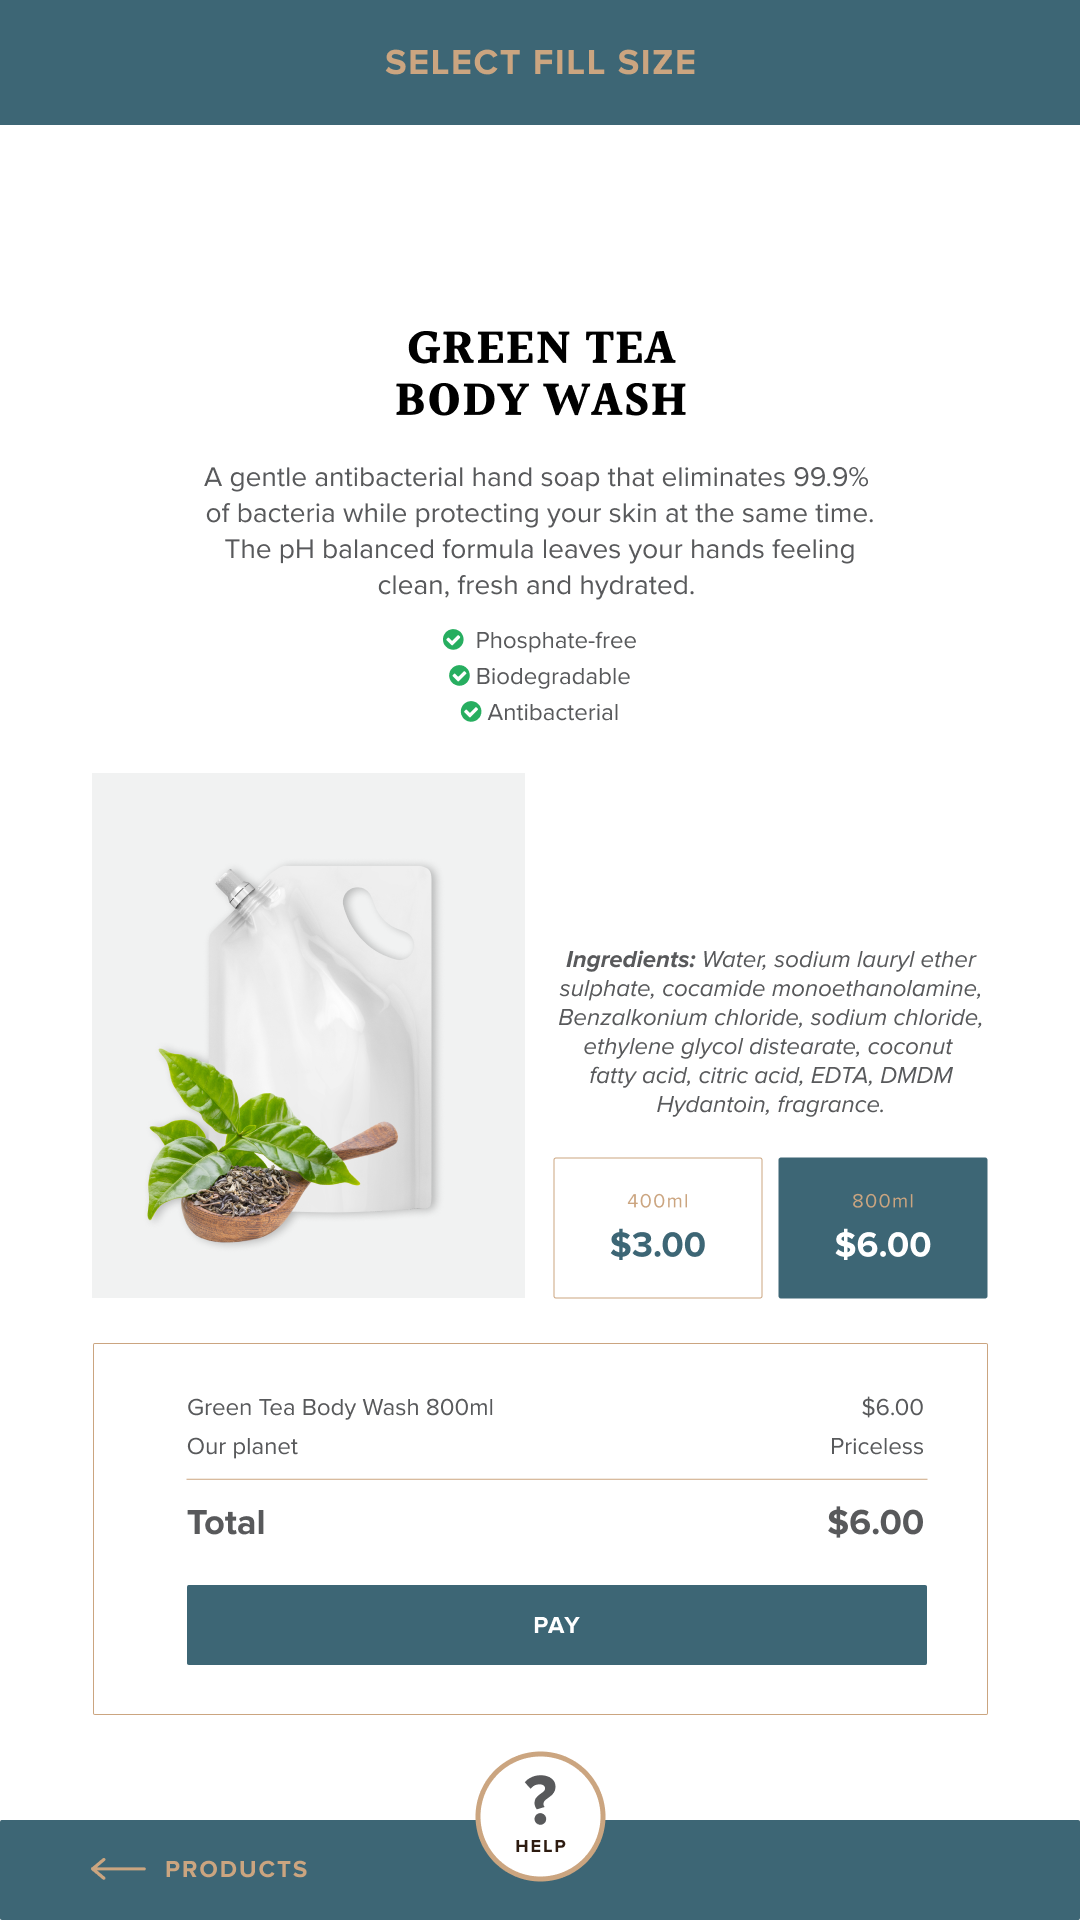 SELECT FILL SIZE
GREEN TEA
BODY WASH
A gentle antibacterial hand soap that eliminates 99.9%
of bacteria while protecting your skin at the same time.
The pH balanced formula leaves your hands feeling
clean, fresh and hydrated.
Phosphate-free
Biodegradable
Antibacterial
Ingredients: Water, sodium lauryl ether
sulphate, cocamide monoethanolamine,
Benzalkonium chloride, sodium chloride,
ethylene glycol distearate, coconut
fatty acid, citric acid, EDTA, DMDM
Hydantoin, fragrance.
400ml
$3.00
800ml
$6.00
Green Tea Body Wash 800ml $6.00
Our planet Priceless
Total $6.00
PAY
?
HELP
PRODUCTS